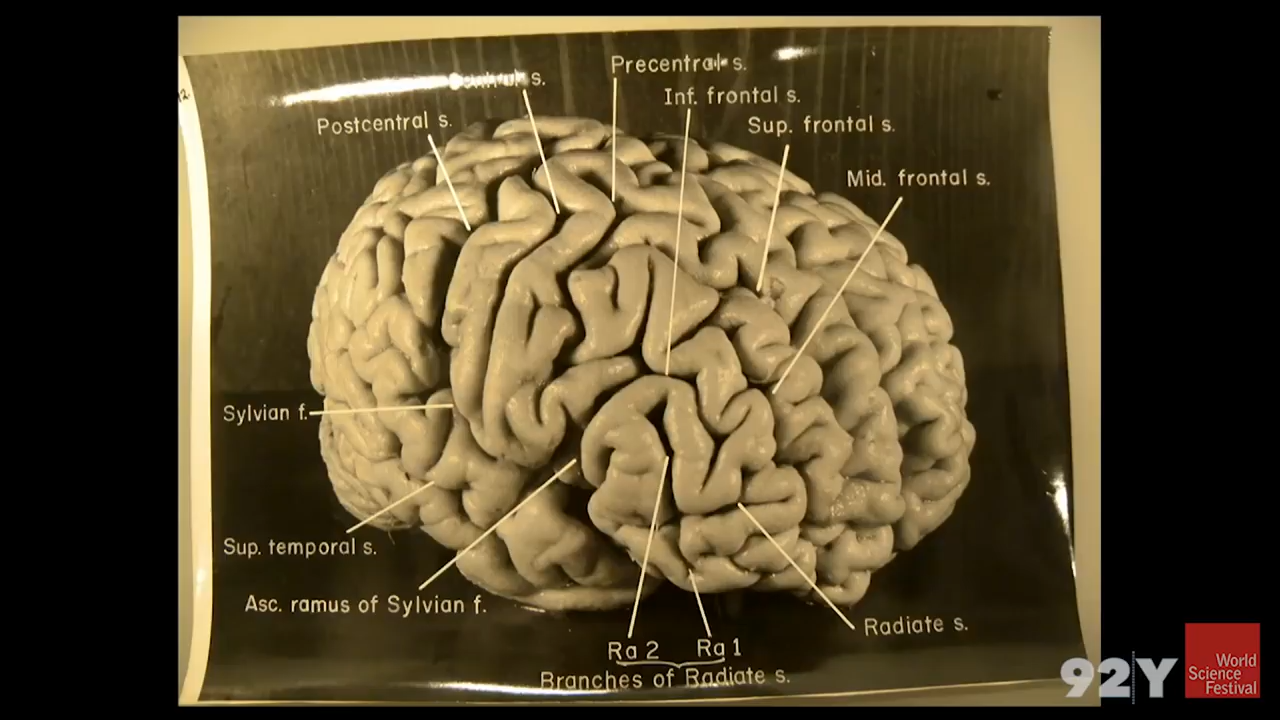 Precentral s.
s.
Inf. frontal s.
Postcentral s.
Sup. frontal s.
Mid. frontal s.
Sylvian f.
Sup. temporal s.
Asc. ramus of Sylvian f.
Radiate s.
Ra 2 Ra 1
Branches of Radiate s.
92Y
World
Science
Festival